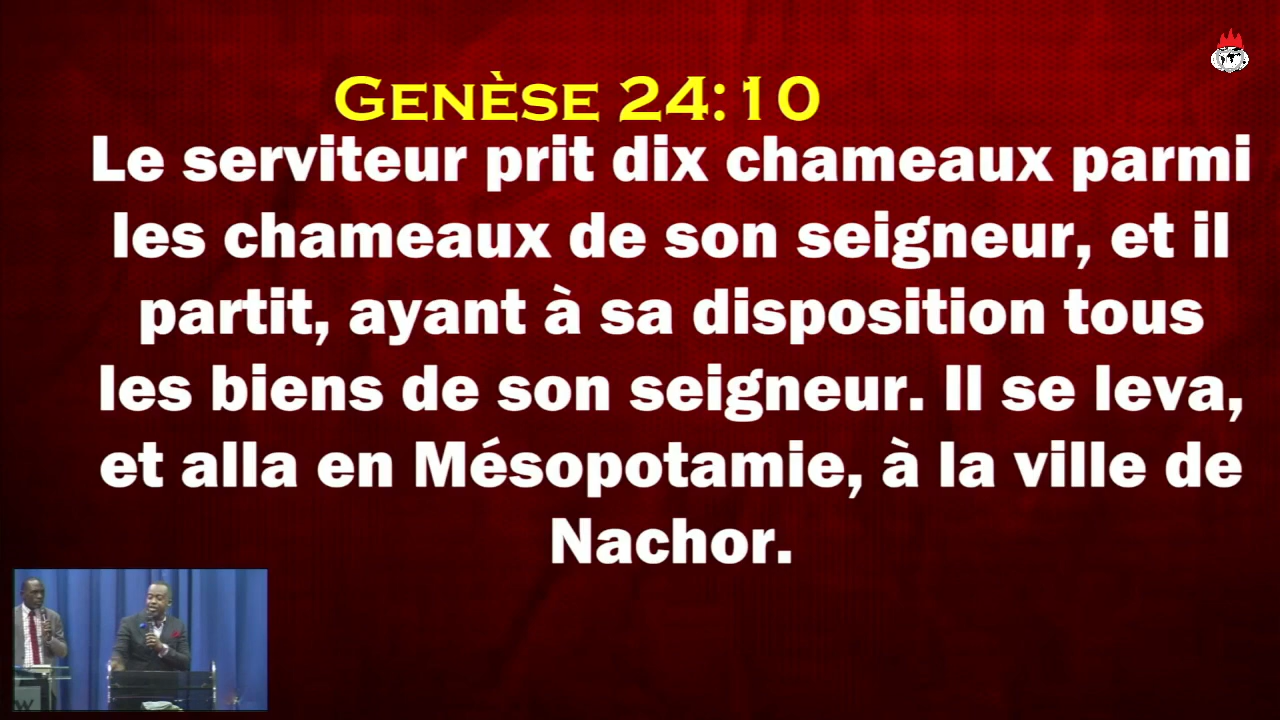 Genèse 24:10
Le serviteur prit dix chameaux parmi
les chameaux de son seigneur, et il
partit, ayant à sa disposition tous
les biens de son seigneur. Il se leva,
et alla en Mésopotamie, à la ville de
Nachor.
W